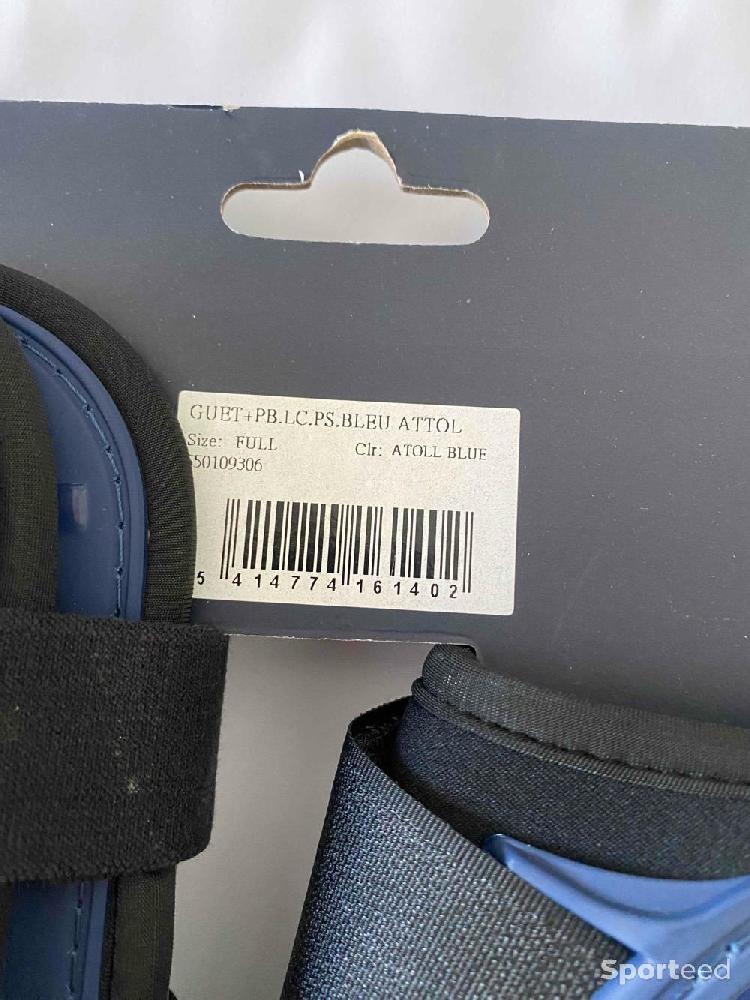 GUET+PB.LC.PS.BLEU ATTOL
Size: FULL Clr: ATOLL BLUE
550109306
5 414774 161402
Sporteed